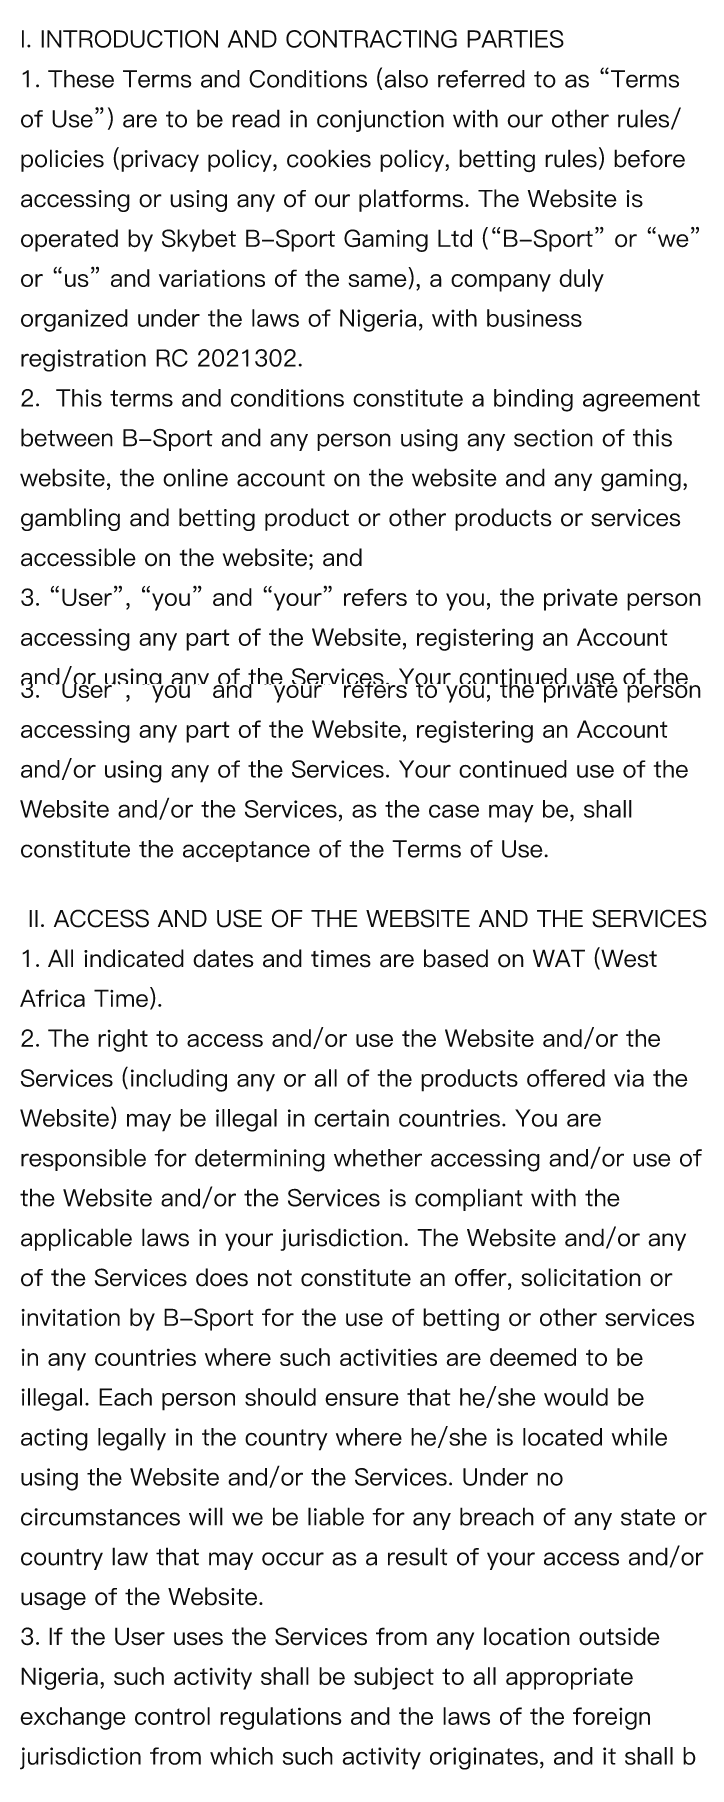 I. INTRODUCTION AND CONTRACTING PARTIES
1. These Terms and Conditions (also referred to as “Terms
of Use”) are to be read in conjunction with our other rules/
policies (privacy policy, cookies policy, betting rules) before
accessing or using any of our platforms. The Website is
operated by Skybet B–Sport Gaming Ltd (“B–Sport” or “we”
or “us” and variations of the same), a company duly
organized under the laws of Nigeria, with business
registration RC 2021302.
2.  This terms and conditions constitute a binding agreement
between B–Sport and any person using any section of this
website, the online account on the website and any gaming,
gambling and betting product or other products or services
accessible on the website; and
3. “User”, “you” and “your” refers to you, the private person
accessing any part of the Website, registering an Account
and/or using any of the Services. Your continued use of the
3. “User”, “you” and “your” refers to you, the private person
accessing any part of the Website, registering an Account
and/or using any of the Services. Your continued use of the
Website and/or the Services, as the case may be, shall
constitute the acceptance of the Terms of Use.
II. ACCESS AND USE OF THE WEBSITE AND THE SERVICES
1. All indicated dates and times are based on WAT (West
Africa Time).
2. The right to access and/or use the Website and/or the
Services (including any or all of the products offered via the
Website) may be illegal in certain countries. You are
responsible for determining whether accessing and/or use of
the Website and/or the Services is compliant with the
applicable laws in your jurisdiction. The Website and/or any
of the Services does not constitute an offer, solicitation or
invitation by B–Sport for the use of betting or other services
in any countries where such activities are deemed to be
illegal. Each person should ensure that he/she would be
acting legally in the country where he/she is located while
using the Website and/or the Services. Under no
circumstances will we be liable for any breach of any state or
country law that may occur as a result of your access and/or
usage of the Website.
3. If the User uses the Services from any location outside
Nigeria, such activity shall be subject to all appropriate
exchange control regulations and the laws of the foreign
jurisdiction from which such activity originates, and it shall b